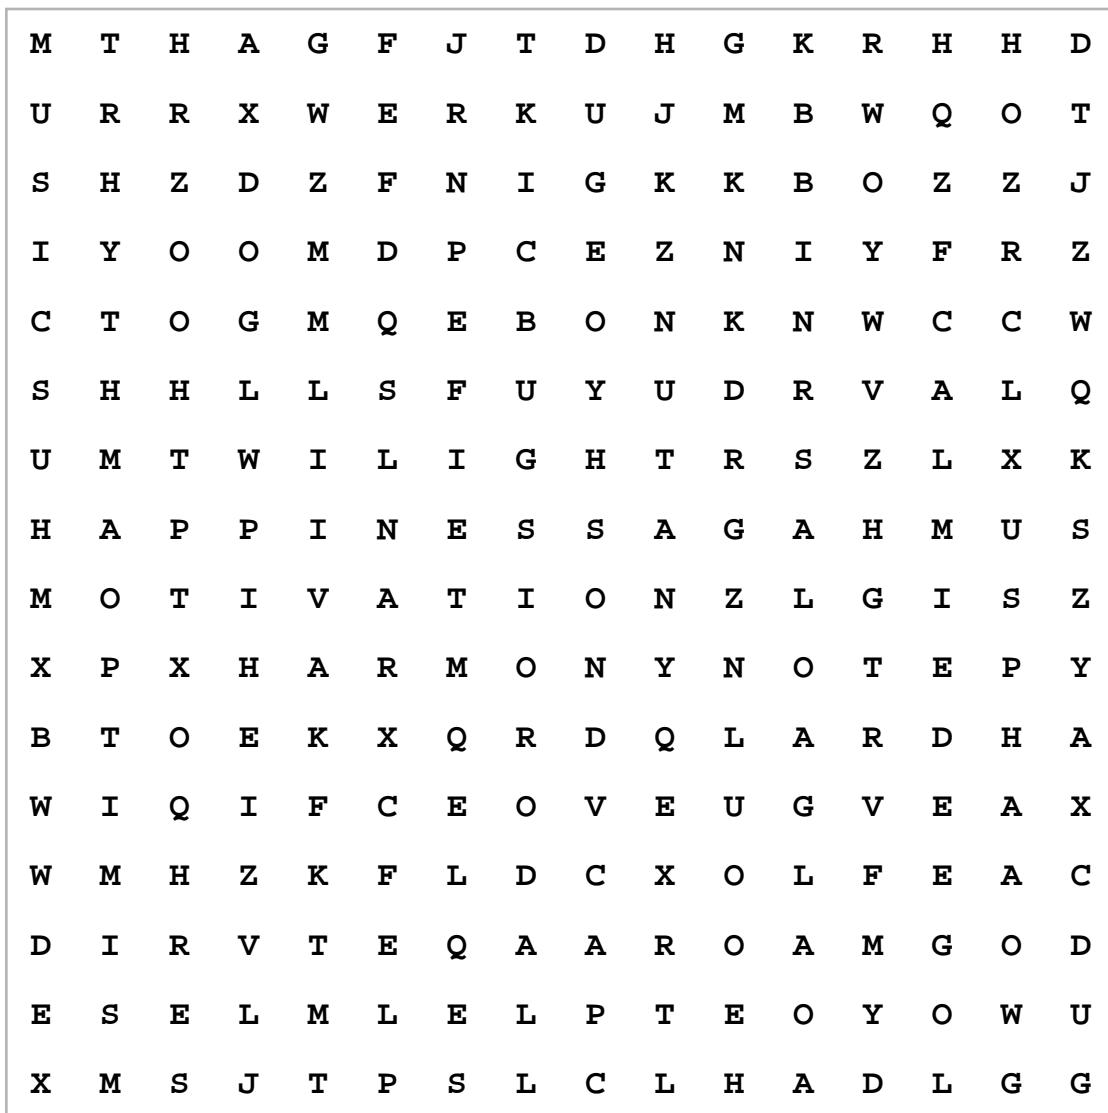 M T H A G F J T D H G K R H H D
U R R X W E R K U J M B W Q O T
S H Z D Z F N I G K K B O Z Z J
I Y O O M D P C E Z N I Y F R Z
C T O G M Q E B O N K N W C C W
S H H L L S F U Y U D R V A L Q
U M T W I L I G H T R S Z L X K
H A P P I N E S S A G A H M U S
M O T I V A T I O N Z L G I S Z
X P X H A R M O N Y N O T E P Y
B T O E K X Q R D Q L A R D H A
W I Q I F C E O V E U G V E A X
W M H Z K F L D C X O L F E A C
D I R V T E Q A A R O A M G O D
E S E L M L E L P T E O Y O W U
X M S J T P S L C L H A D L G G